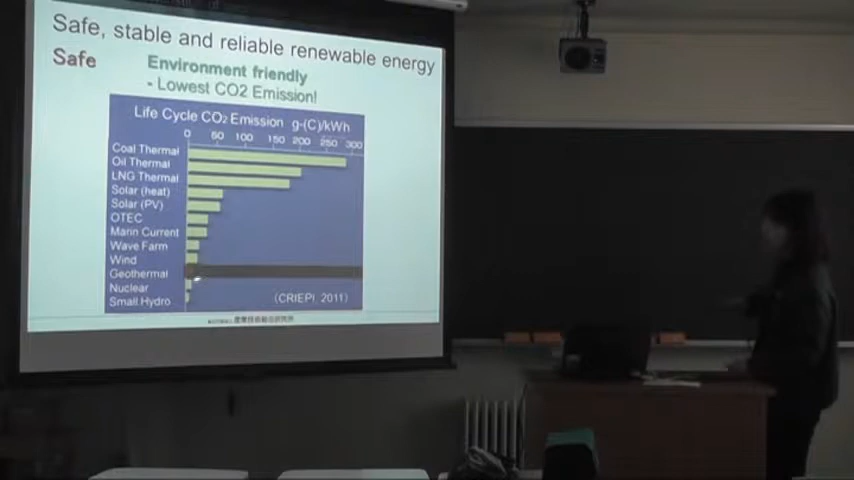 Safe, stable and reliable renewable energy
Safe
Environment friendly
- Lowest CO2 Emission!
Life Cycle CO2 Emission g-(C)/kWh
0 50 100 150 200 250 300
Coal Thermal
Oil Thermal
LNG Thermal
Solar (heat)
Solar (PV)
OTEC
Marin Current
Wave Farm
Wind
Geothermal
Nuclear
Small Hydro
(CRIEPI, 2011)